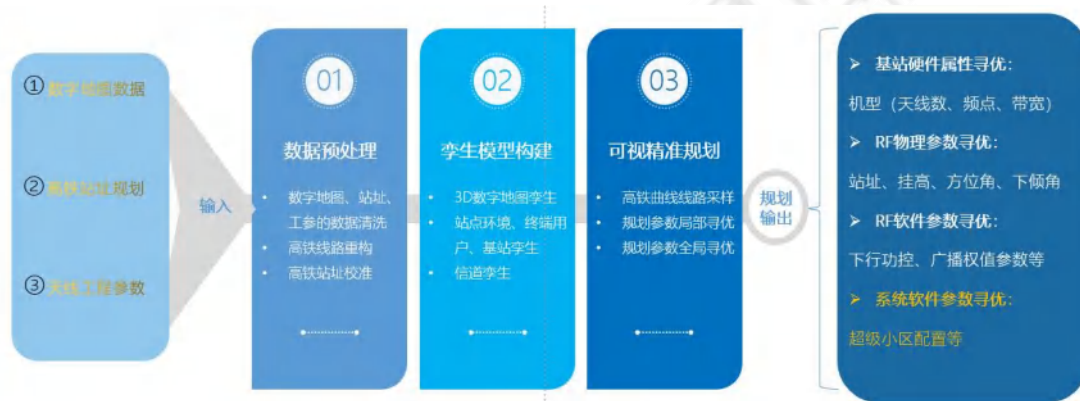 ① 数字地图数据
② 高铁站址规划
③ 天线工程参数
输入
01
数据预处理
• 数字地图、站址、
工参的数据清洗
• 高铁线路重构
• 高铁站址校准
02
孪生模型构建
• 3D数字地图孪生
• 站点环境、终端用
户、基站孪生
• 信道孪生
03
可视精准规划
• 高铁曲线线路采样
• 规划参数局部寻优
• 规划参数全局寻优
规划
输出
➢ 基站硬件属性寻优：
机型（天线数、频点、带宽）
➢ RF物理参数寻优：
站址、挂高、方位角、下倾角
➢ RF软件参数寻优：
下行功控、广播权值参数等
➢ 系统软件参数寻优：
超级小区配置等